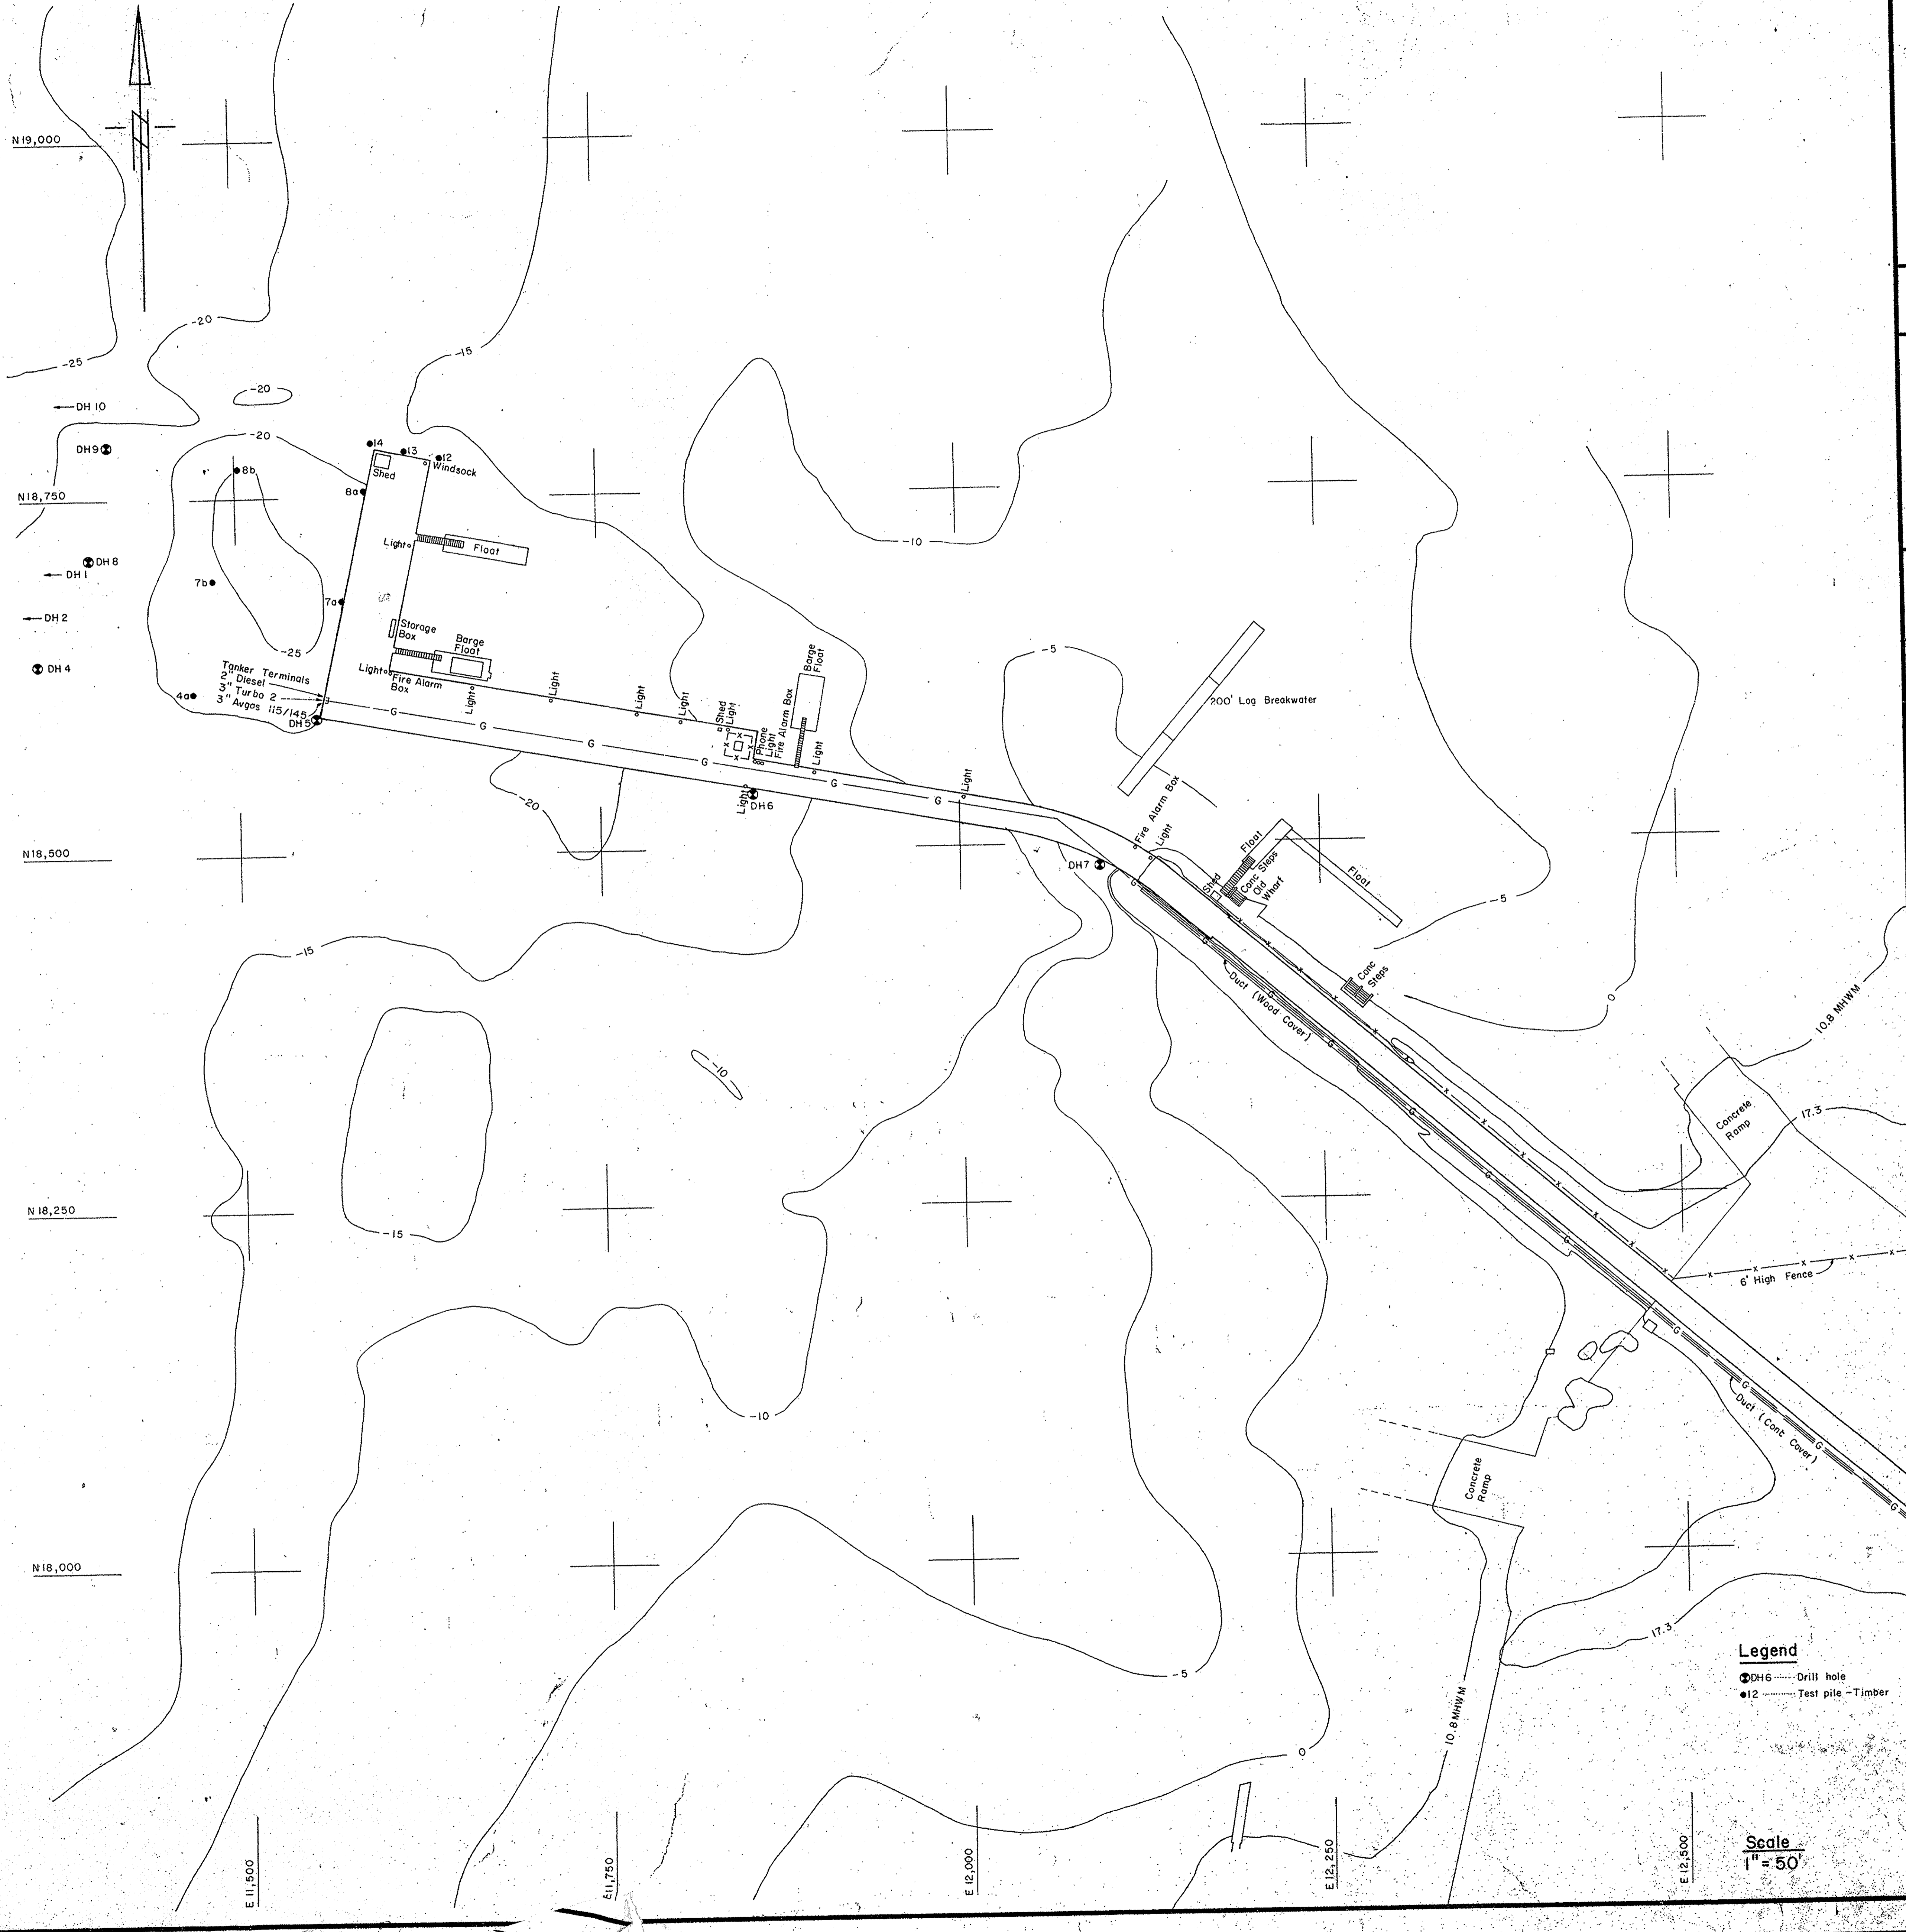 N
N19,000
-20
-25
-15
-20
DH 10
-20
DH9
14
13
12
Windsock
Shed
8b
8a
N18,750
-10
Light
Float
DH 8
DH 1
7b
7a
DH 2
Storage
Box
Barge
Float
-25
-5
DH 4
Tanker Terminals
2" Diesel
3" Turbo 2
3" Avgas 115/145
Light
Fire Alarm
Box
Light
Light
Light
Light
Shed
Light
Phone
Light
Fire Alarm Box
Barge
Float
Light
Light
200' Log Breakwater
4a
DH5
G
G
G
G
G
G
x
x
x
x
Light
DH6
-20
Fire Alarm Box
Light
N18,500
DH7
Float
Conc Steps
Old
Wharf
Shed
Float
-5
G
G
G
G
G
G
G
x
x
x
x
x
x
x
x
x
x
x
x
x
-15
Conc
Steps
Duct (Wood Cover)
0
10.8 MHWM
-10
Concrete
Ramp
17.3
N 18,250
-15
x
x
x
x
x
6' High Fence
G
G
G
G
-10
Duct (Conc Cover)
Concrete
Ramp
N18,000
17.3
-5
Legend
DH6 Drill hole
12 Test pile - Timber
10.8 MHWM
0
Scale
1" = 50'
E 11,500
E 11,750
E 12,000
E 12,250
E 12,500